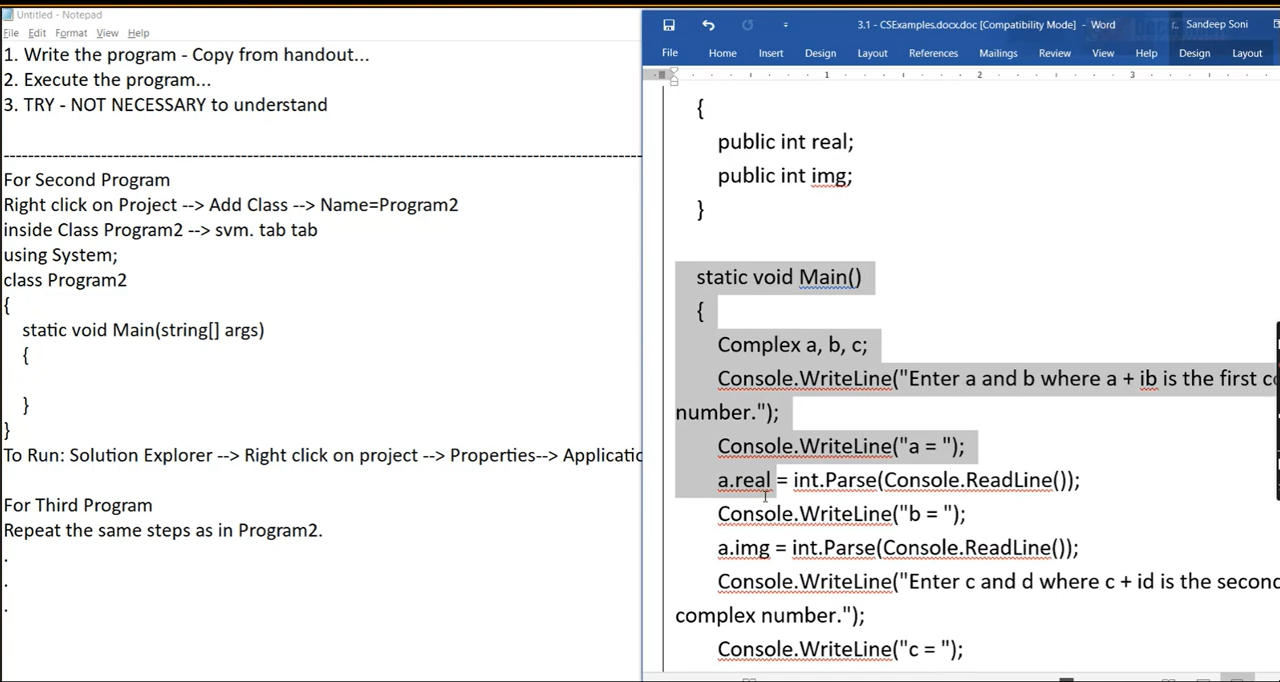 Untitled - Notepad
File Edit Format View Help
1. Write the program - Copy from handout...
2. Execute the program...
3. TRY - NOT NECESSARY to understand
For Second Program
Right click on Project --> Add Class --> Name=Program2
inside Class Program2 --> svm. tab tab
using System;
class Program2
{
static void Main(string[] args)
{
}
}
To Run: Solution Explorer --> Right click on project --> Properties--> Applicatio
For Third Program
Repeat the same steps as in Program2.
.
.
.
3.1 - CSExamples.docx.doc [Compatibility Mode] - Word
Sandeep Soni
File Home Insert Design Layout References Mailings Review View Help Design Layout
1 2 3
{
public int real;
public int img;
}
static void Main()
{
Complex a, b, c;
Console.WriteLine("Enter a and b where a + ib is the first co
number.");
Console.WriteLine("a = ");
a.real = int.Parse(Console.ReadLine());
Console.WriteLine("b = ");
a.img = int.Parse(Console.ReadLine());
Console.WriteLine("Enter c and d where c + id is the second
complex number.");
Console.WriteLine("c = ");